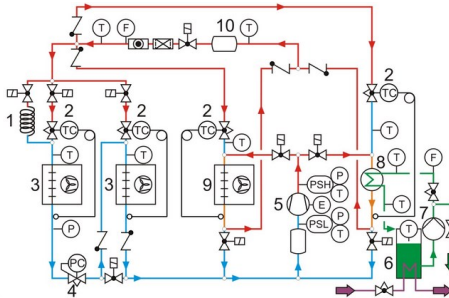 10
T F T
2 2 2 2
1
TC TC TC TC
T T T T
3 3 9 8 T F
PSH P T
5 E
PSL P T
T
7
P T
PC 6
4